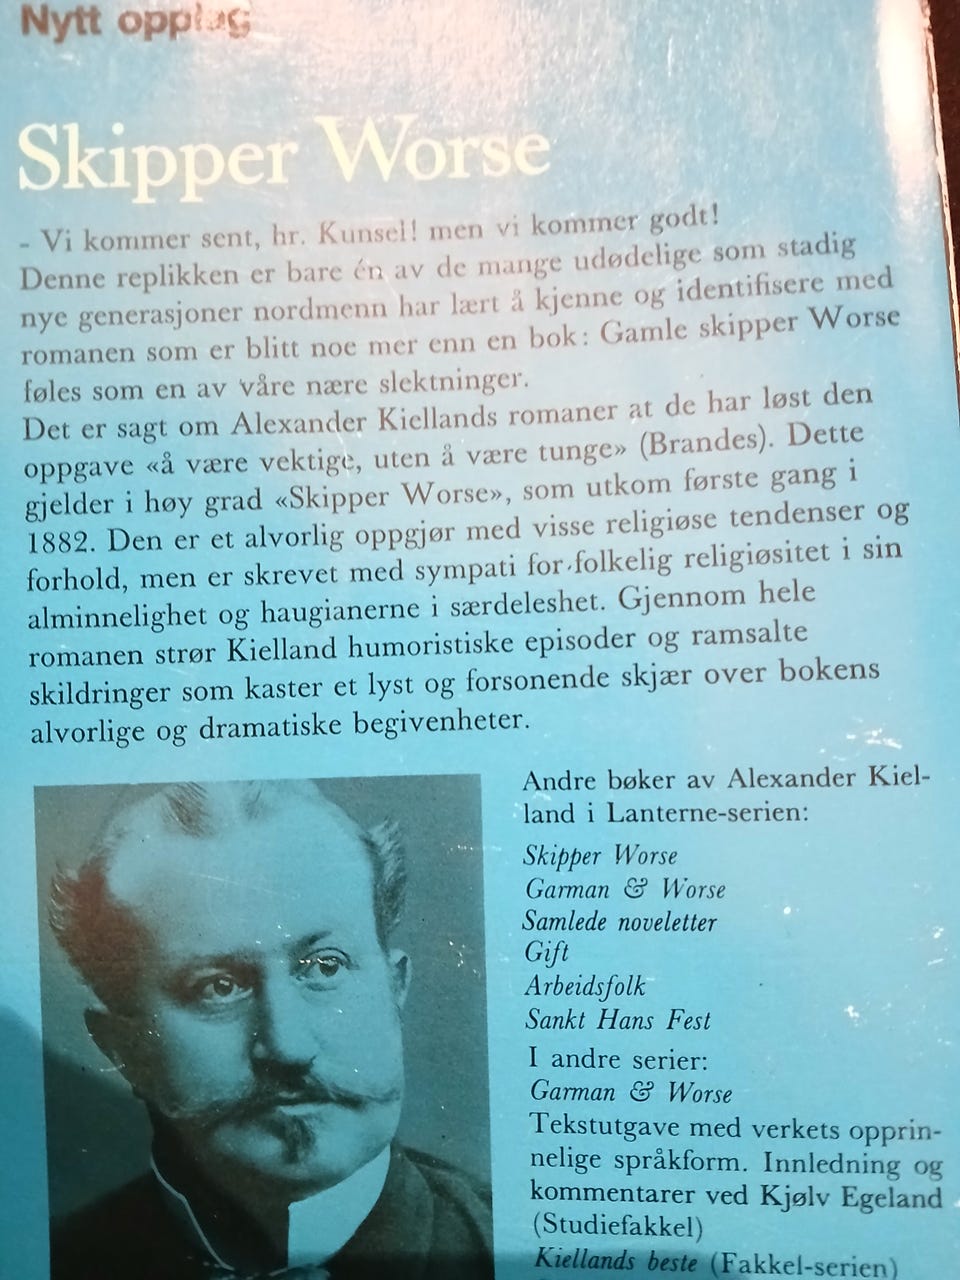 Nytt opplag
Skipper Worse
- Vi kommer sent, hr. Kunsel! men vi kommer godt!
Denne replikken er bare én av de mange udødelige som stadig
nye generasjoner nordmenn har lært å kjenne og identifisere med
romanen som er blitt noe mer enn en bok: Gamle skipper Worse
føles som en av våre nære slektninger.
Det er sagt om Alexander Kiellands romaner at de har løst den
oppgave «å være vektige, uten å være tunge» (Brandes). Dette
gjelder i høy grad «Skipper Worse», som utkom første gang i
1882. Den er et alvorlig oppgjør med visse religiøse tendenser og
forhold, men er skrevet med sympati for folkelig religiøsitet i sin
alminnelighet og haugianerne i særdeleshet. Gjennom hele
romanen strør Kielland humoristiske episoder og ramsalte
skildringer som kaster et lyst og forsonende skjær over bokens
alvorlige og dramatiske begivenheter.
Andre bøker av Alexander Kiel-
land i Lanterne-serien:
Skipper Worse
Garman & Worse
Samlede noveletter
Gift
Arbeidsfolk
Sankt Hans Fest
I andre serier:
Garman & Worse
Tekstutgave med verkets opprin-
nelige språkform. Innledning og
kommentarer ved Kjølv Egeland
(Studiefakkel)
Kiellands beste (Fakkel-serien)